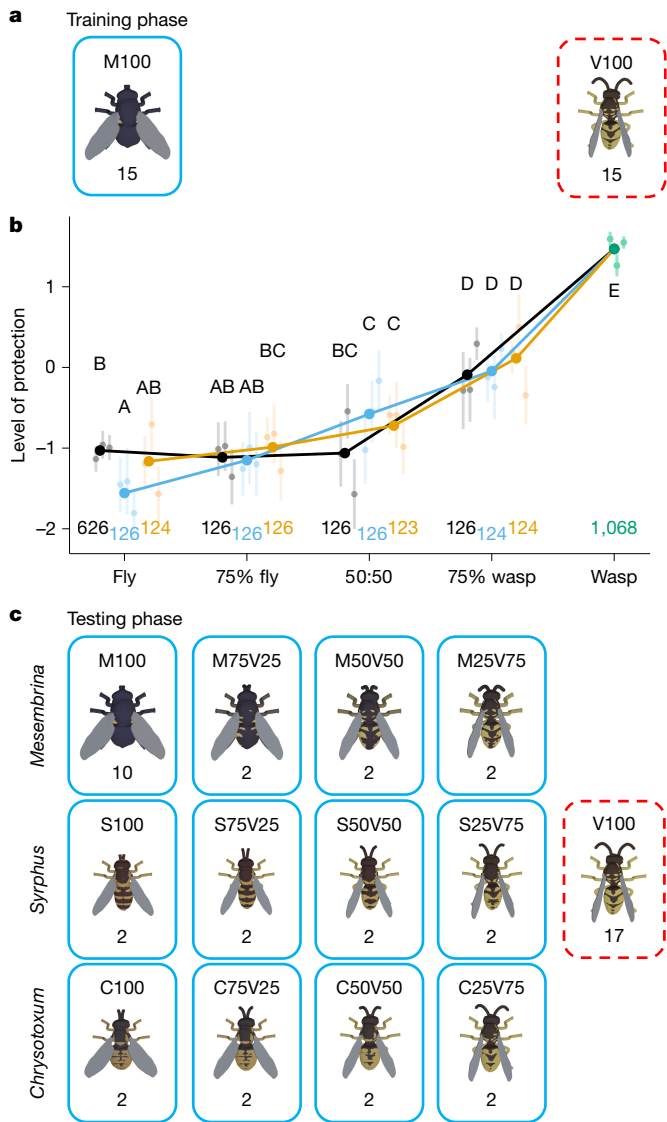 a Training phase
M100 V100
15 15
b
Level of protection
1
0
−1
−2
B
A
AB
AB AB
BC
BC
C C
D D D
E
626 126 124 126 126 126 126 126 123 126 124 124 1,068
Fly 75% fly 50:50 75% wasp Wasp
c Testing phase
Mesembrina
M100 M75V25 M50V50 M25V75
10 2 2 2
Syrphus
S100 S75V25 S50V50 S25V75 V100
2 2 2 2 17
Chrysotoxum
C100 C75V25 C50V50 C25V75
2 2 2 2